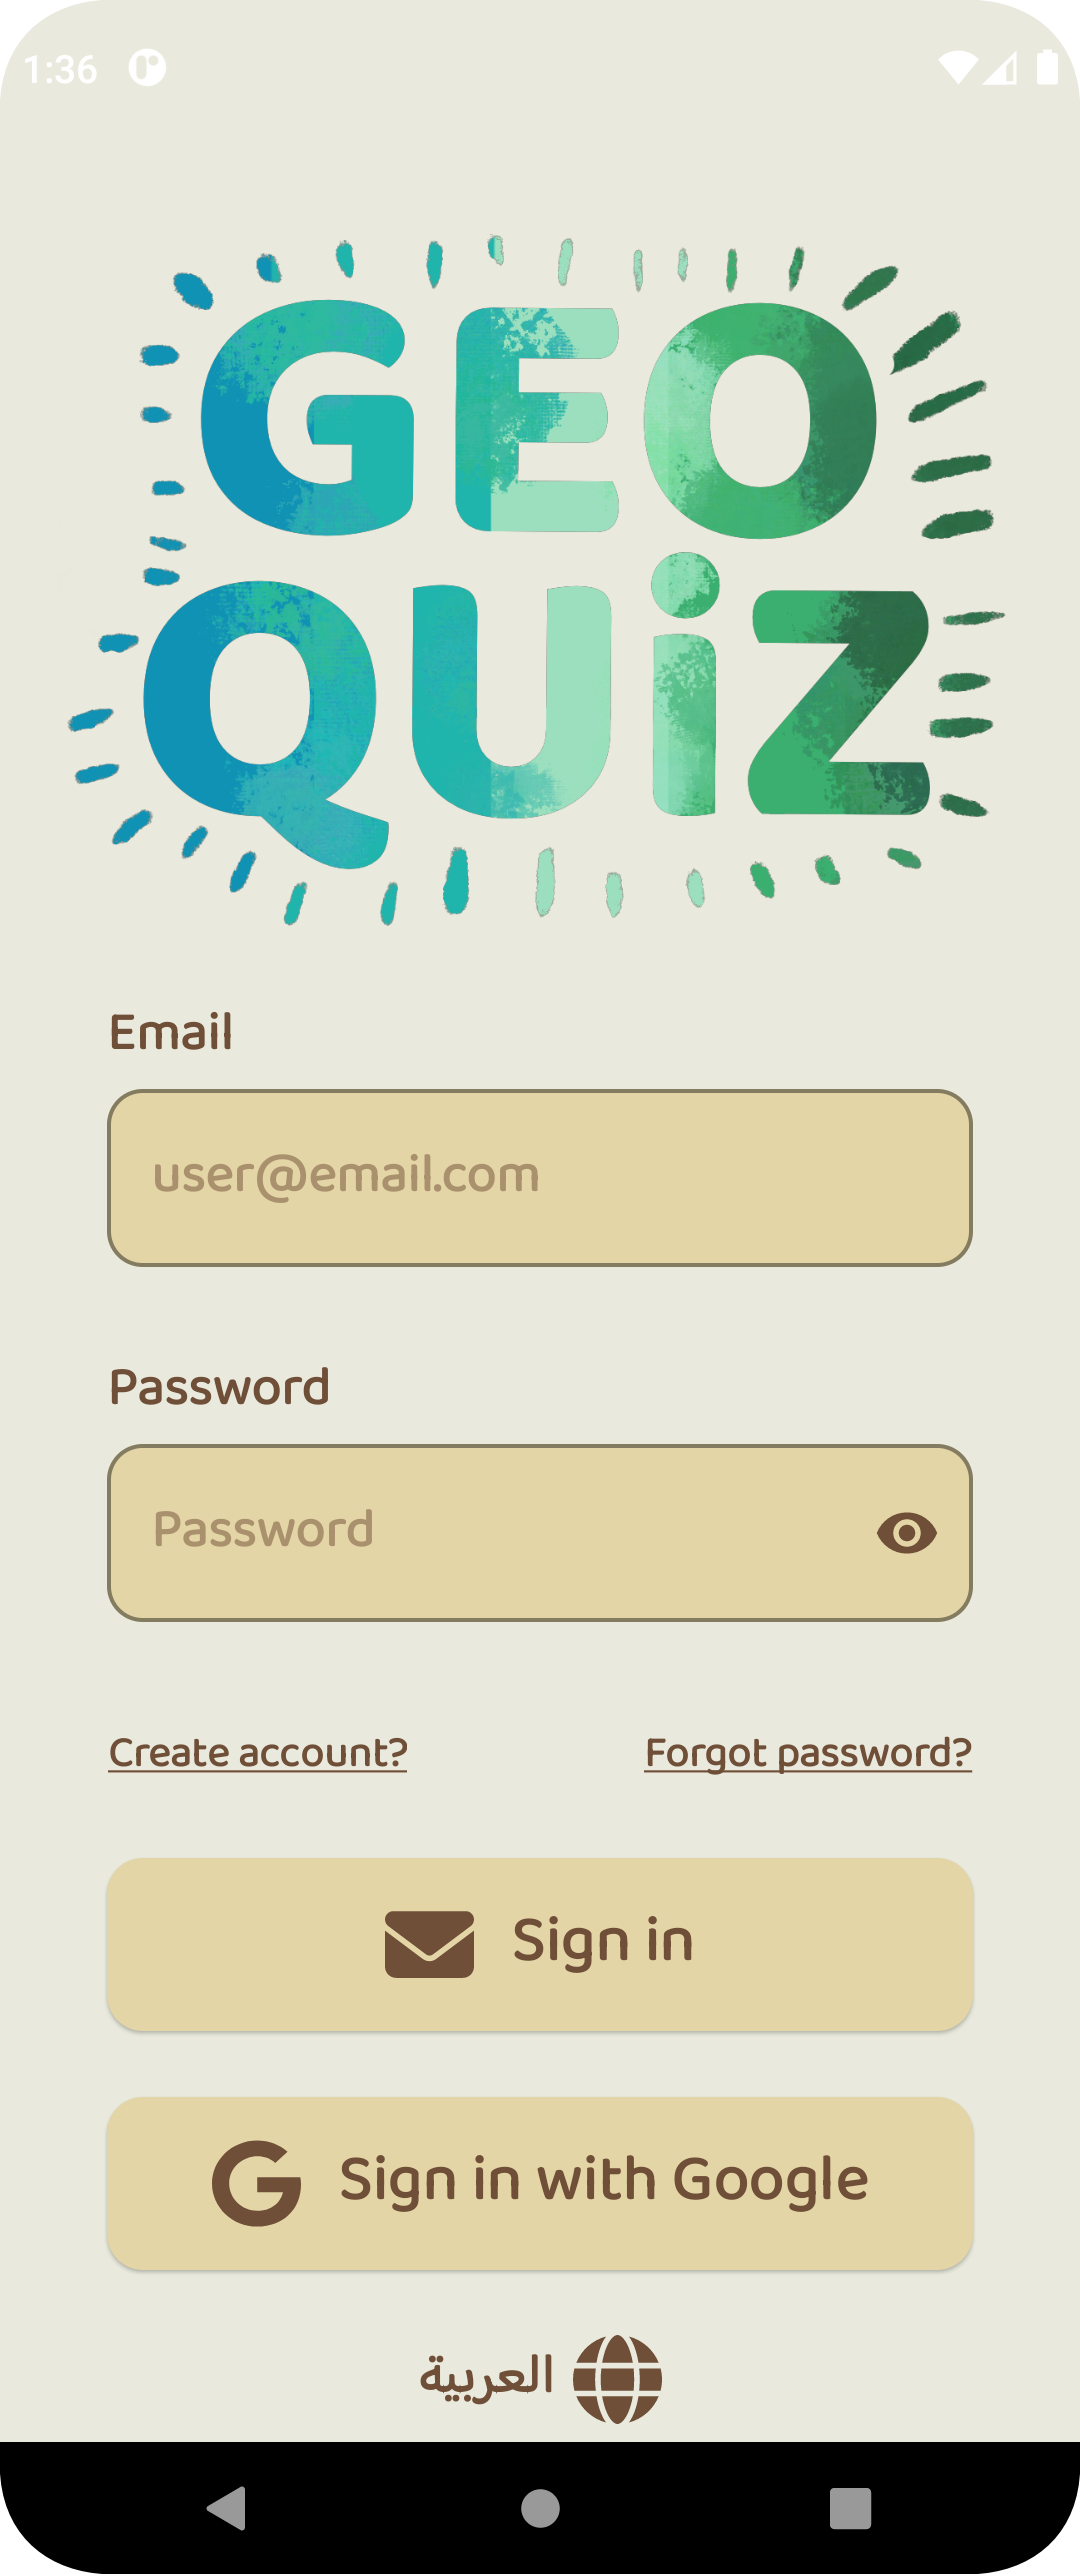 1:36
GEO
QUiZ
Email
user@email.com
Password
Password
Create account?
Forgot password?
Sign in
Sign in with Google
العربية